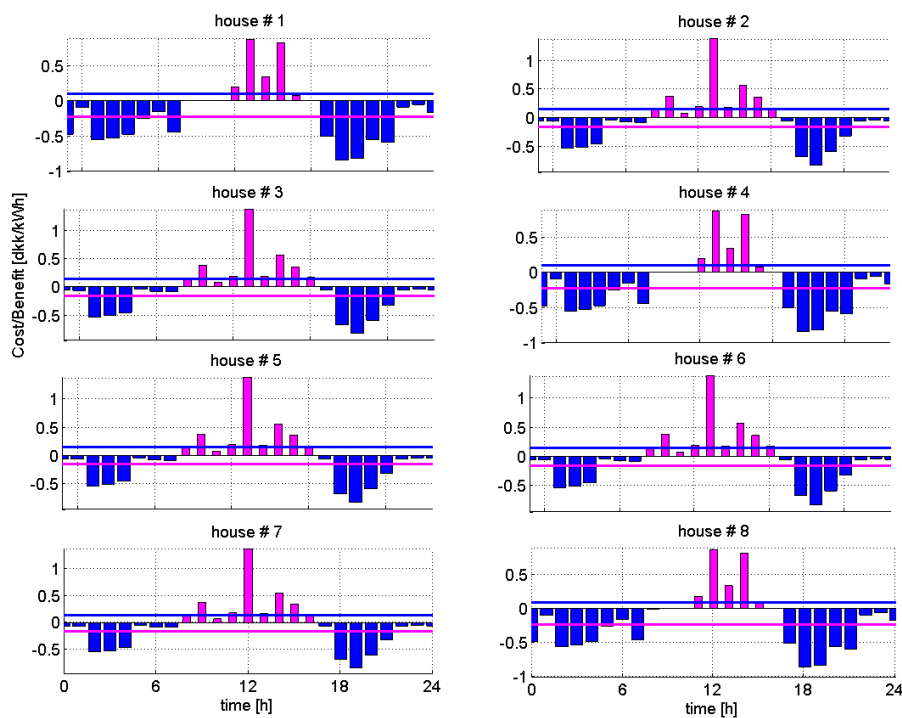 house # 1
house # 2
0.5
0
-0.5
-1
1
0.5
0
-0.5
house # 3
house # 4
1
0.5
0
-0.5
0.5
0
-0.5
-1
Cost/Benefit [dkk/kWh]
house # 5
house # 6
1
0.5
0
-0.5
1
0.5
0
-0.5
house # 7
house # 8
1
0.5
0
-0.5
0.5
0
-0.5
-1
0 6 12 18 24
0 6 12 18 24
time [h]
time [h]